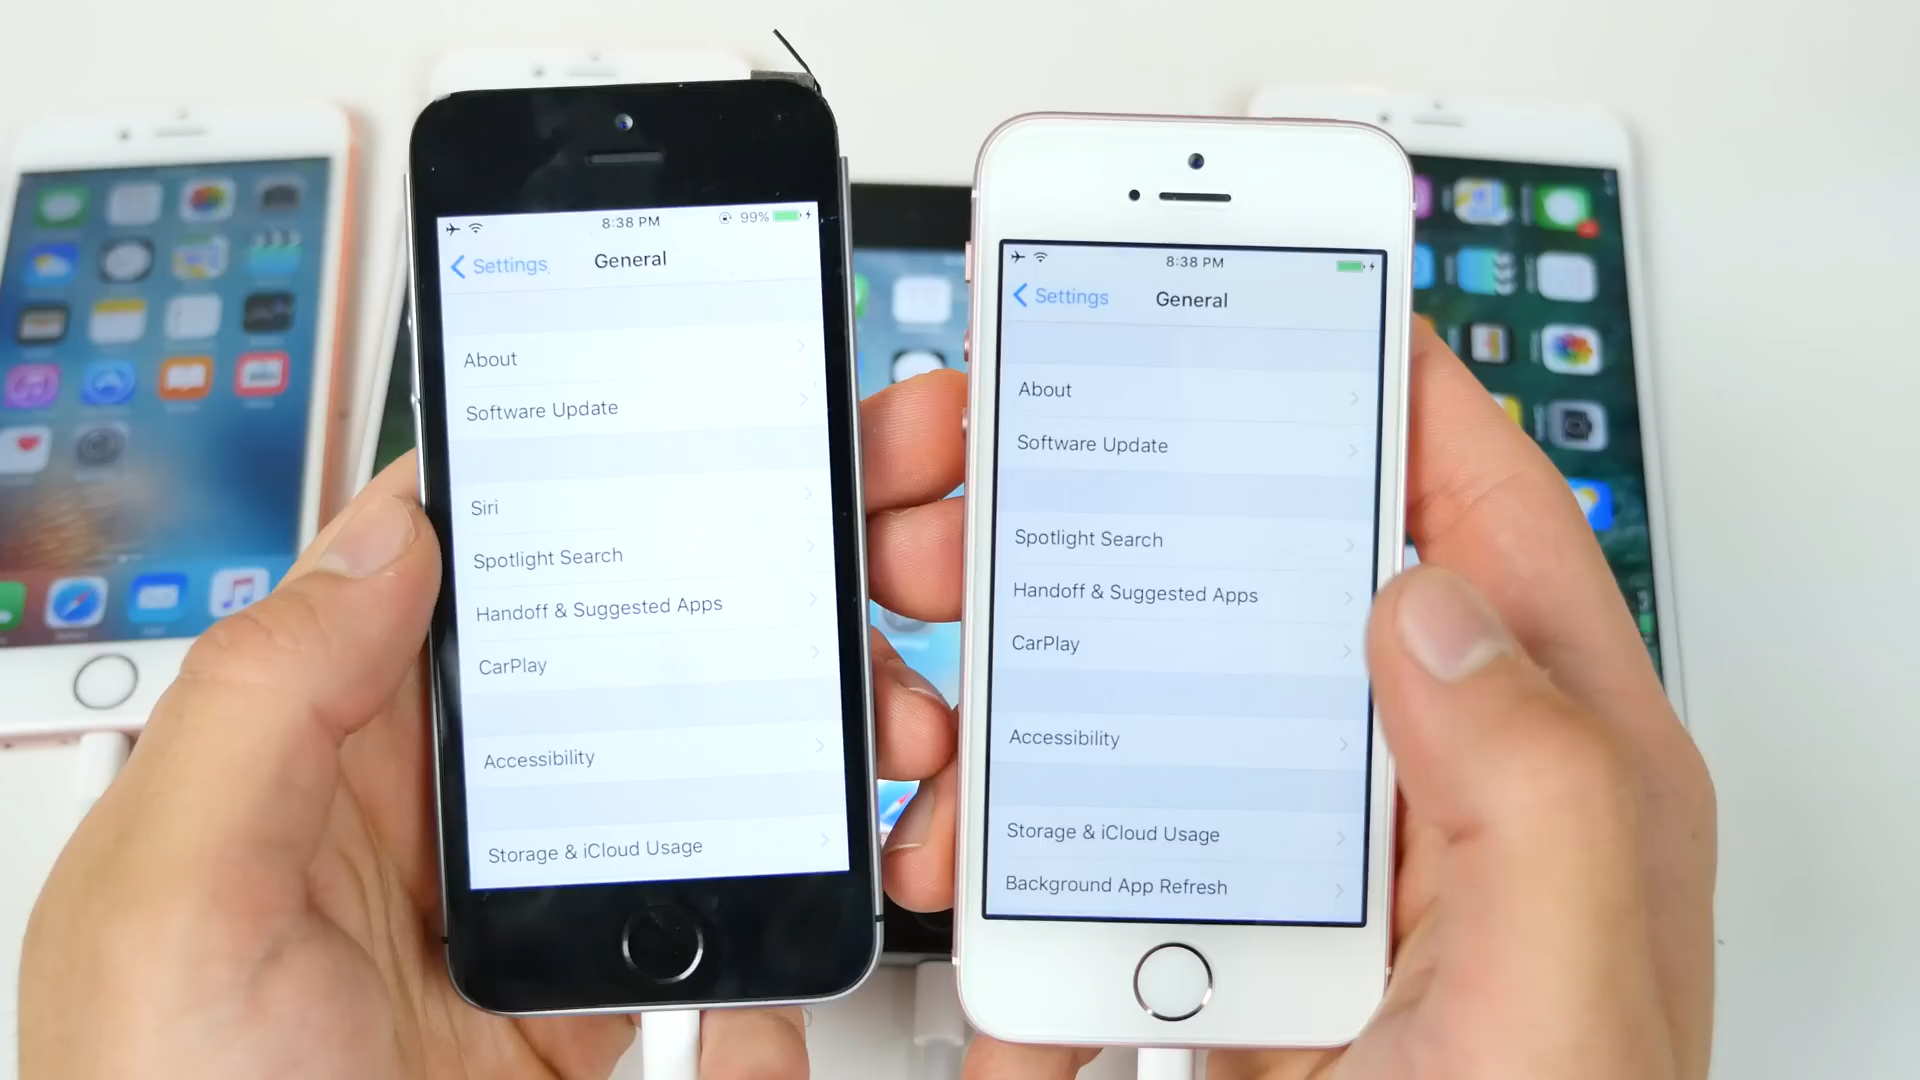 8:38 PM
99%
Settings
General
About
Software Update
Siri
Spotlight Search
Handoff & Suggested Apps
CarPlay
Accessibility
Storage & iCloud Usage
8:38 PM
Settings
General
About
Software Update
Spotlight Search
Handoff & Suggested Apps
CarPlay
Accessibility
Storage & iCloud Usage
Background App Refresh